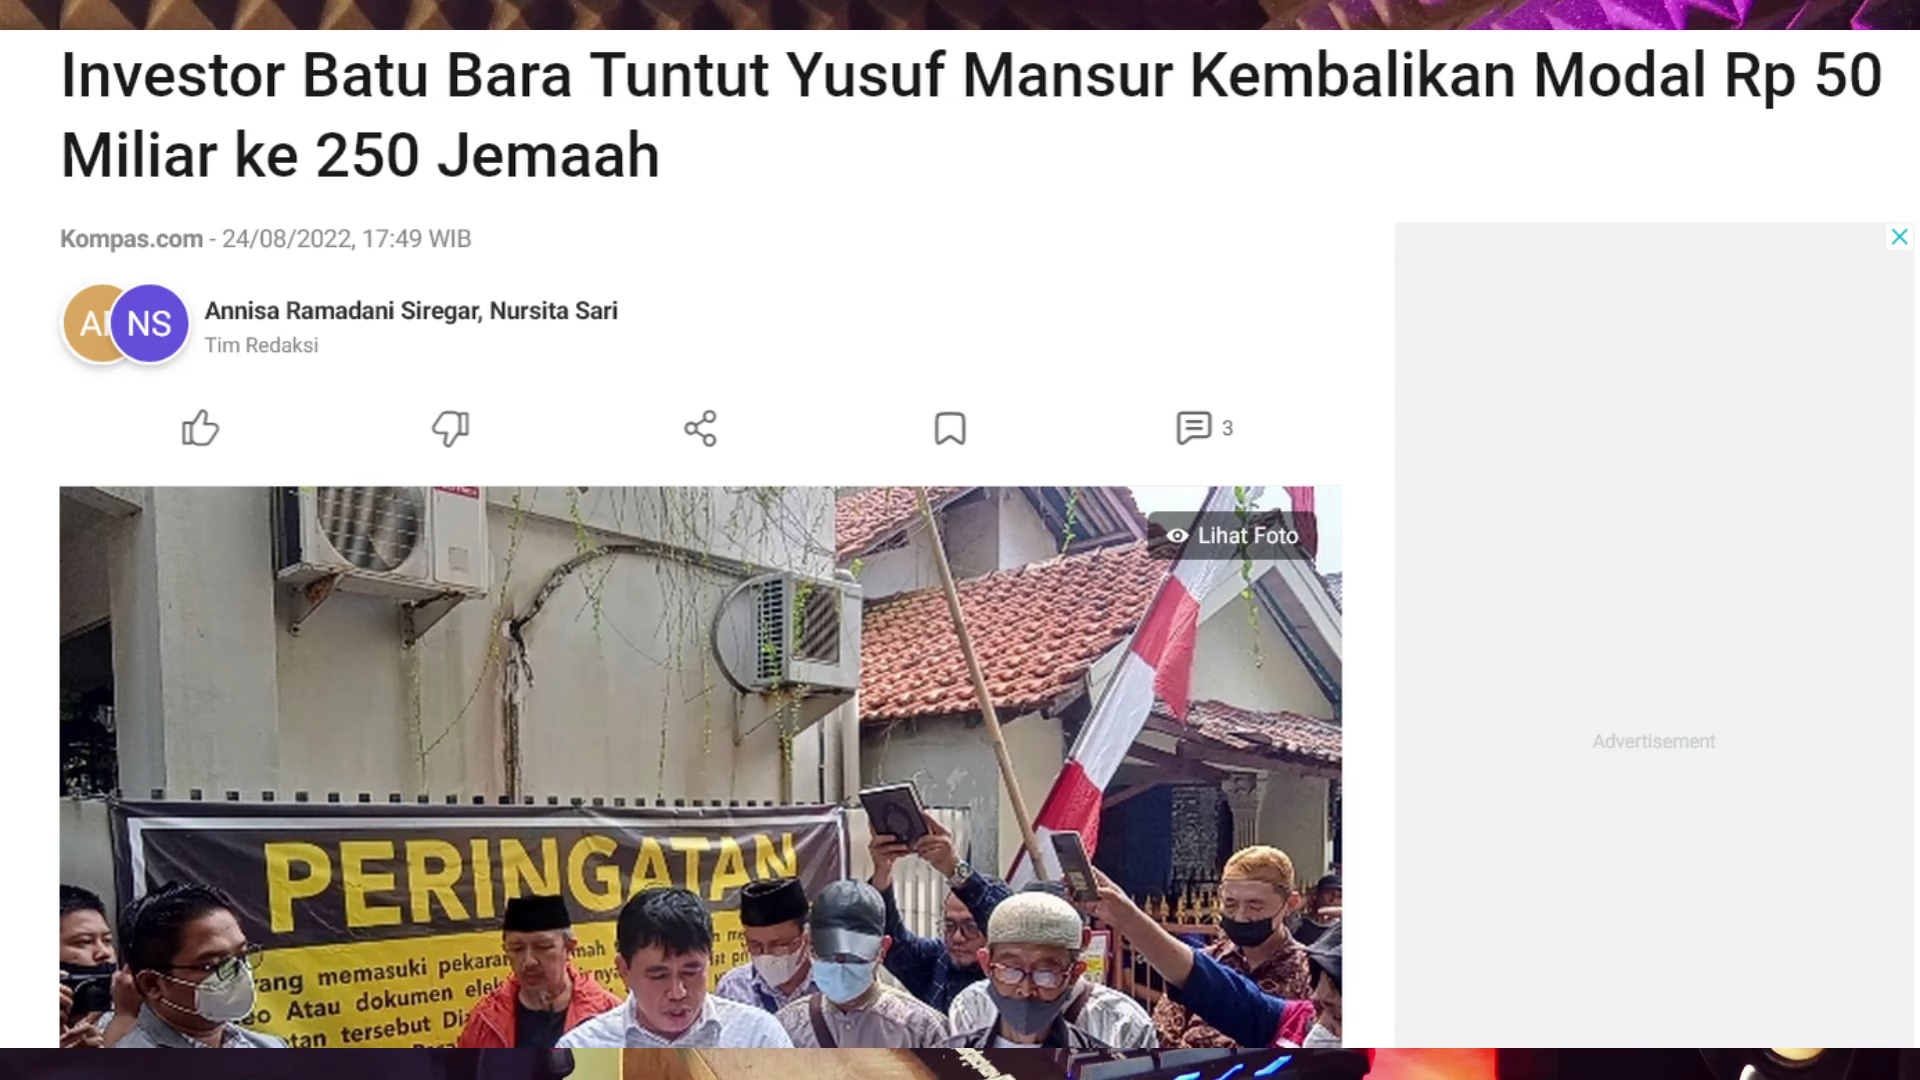 Investor Batu Bara Tuntut Yusuf Mansur Kembalikan Modal Rp 50
Miliar ke 250 Jemaah
Kompas.com - 24/08/2022, 17:49 WIB
NS
Annisa Ramadani Siregar, Nursita Sari
Tim Redaksi
3
Lihat Foto
Advertisement
PERINGATAN
memasuki
Atau dokumen
tersebut